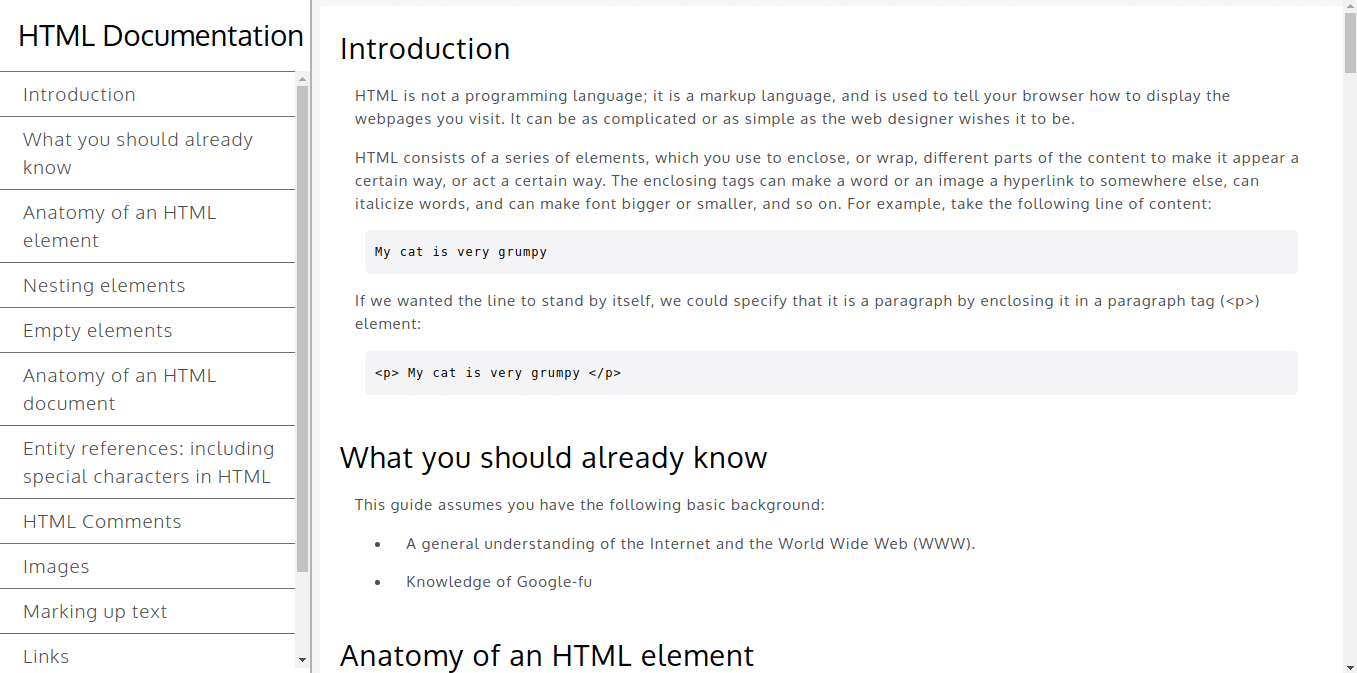 HTML Documentation
Introduction
What you should already
know
Anatomy of an HTML
element
Nesting elements
Empty elements
Anatomy of an HTML
document
Entity references: including
special characters in HTML
HTML Comments
Images
Marking up text
Links
Introduction
HTML is not a programming language; it is a markup language, and is used to tell your browser how to display the
webpages you visit. It can be as complicated or as simple as the web designer wishes it to be.
HTML consists of a series of elements, which you use to enclose, or wrap, different parts of the content to make it appear a
certain way, or act a certain way. The enclosing tags can make a word or an image a hyperlink to somewhere else, can
italicize words, and can make font bigger or smaller, and so on. For example, take the following line of content:
My cat is very grumpy
If we wanted the line to stand by itself, we could specify that it is a paragraph by enclosing it in a paragraph tag (<p>)
element:
<p> My cat is very grumpy </p>
What you should already know
This guide assumes you have the following basic background:
• A general understanding of the Internet and the World Wide Web (WWW).
• Knowledge of Google-fu
Anatomy of an HTML element